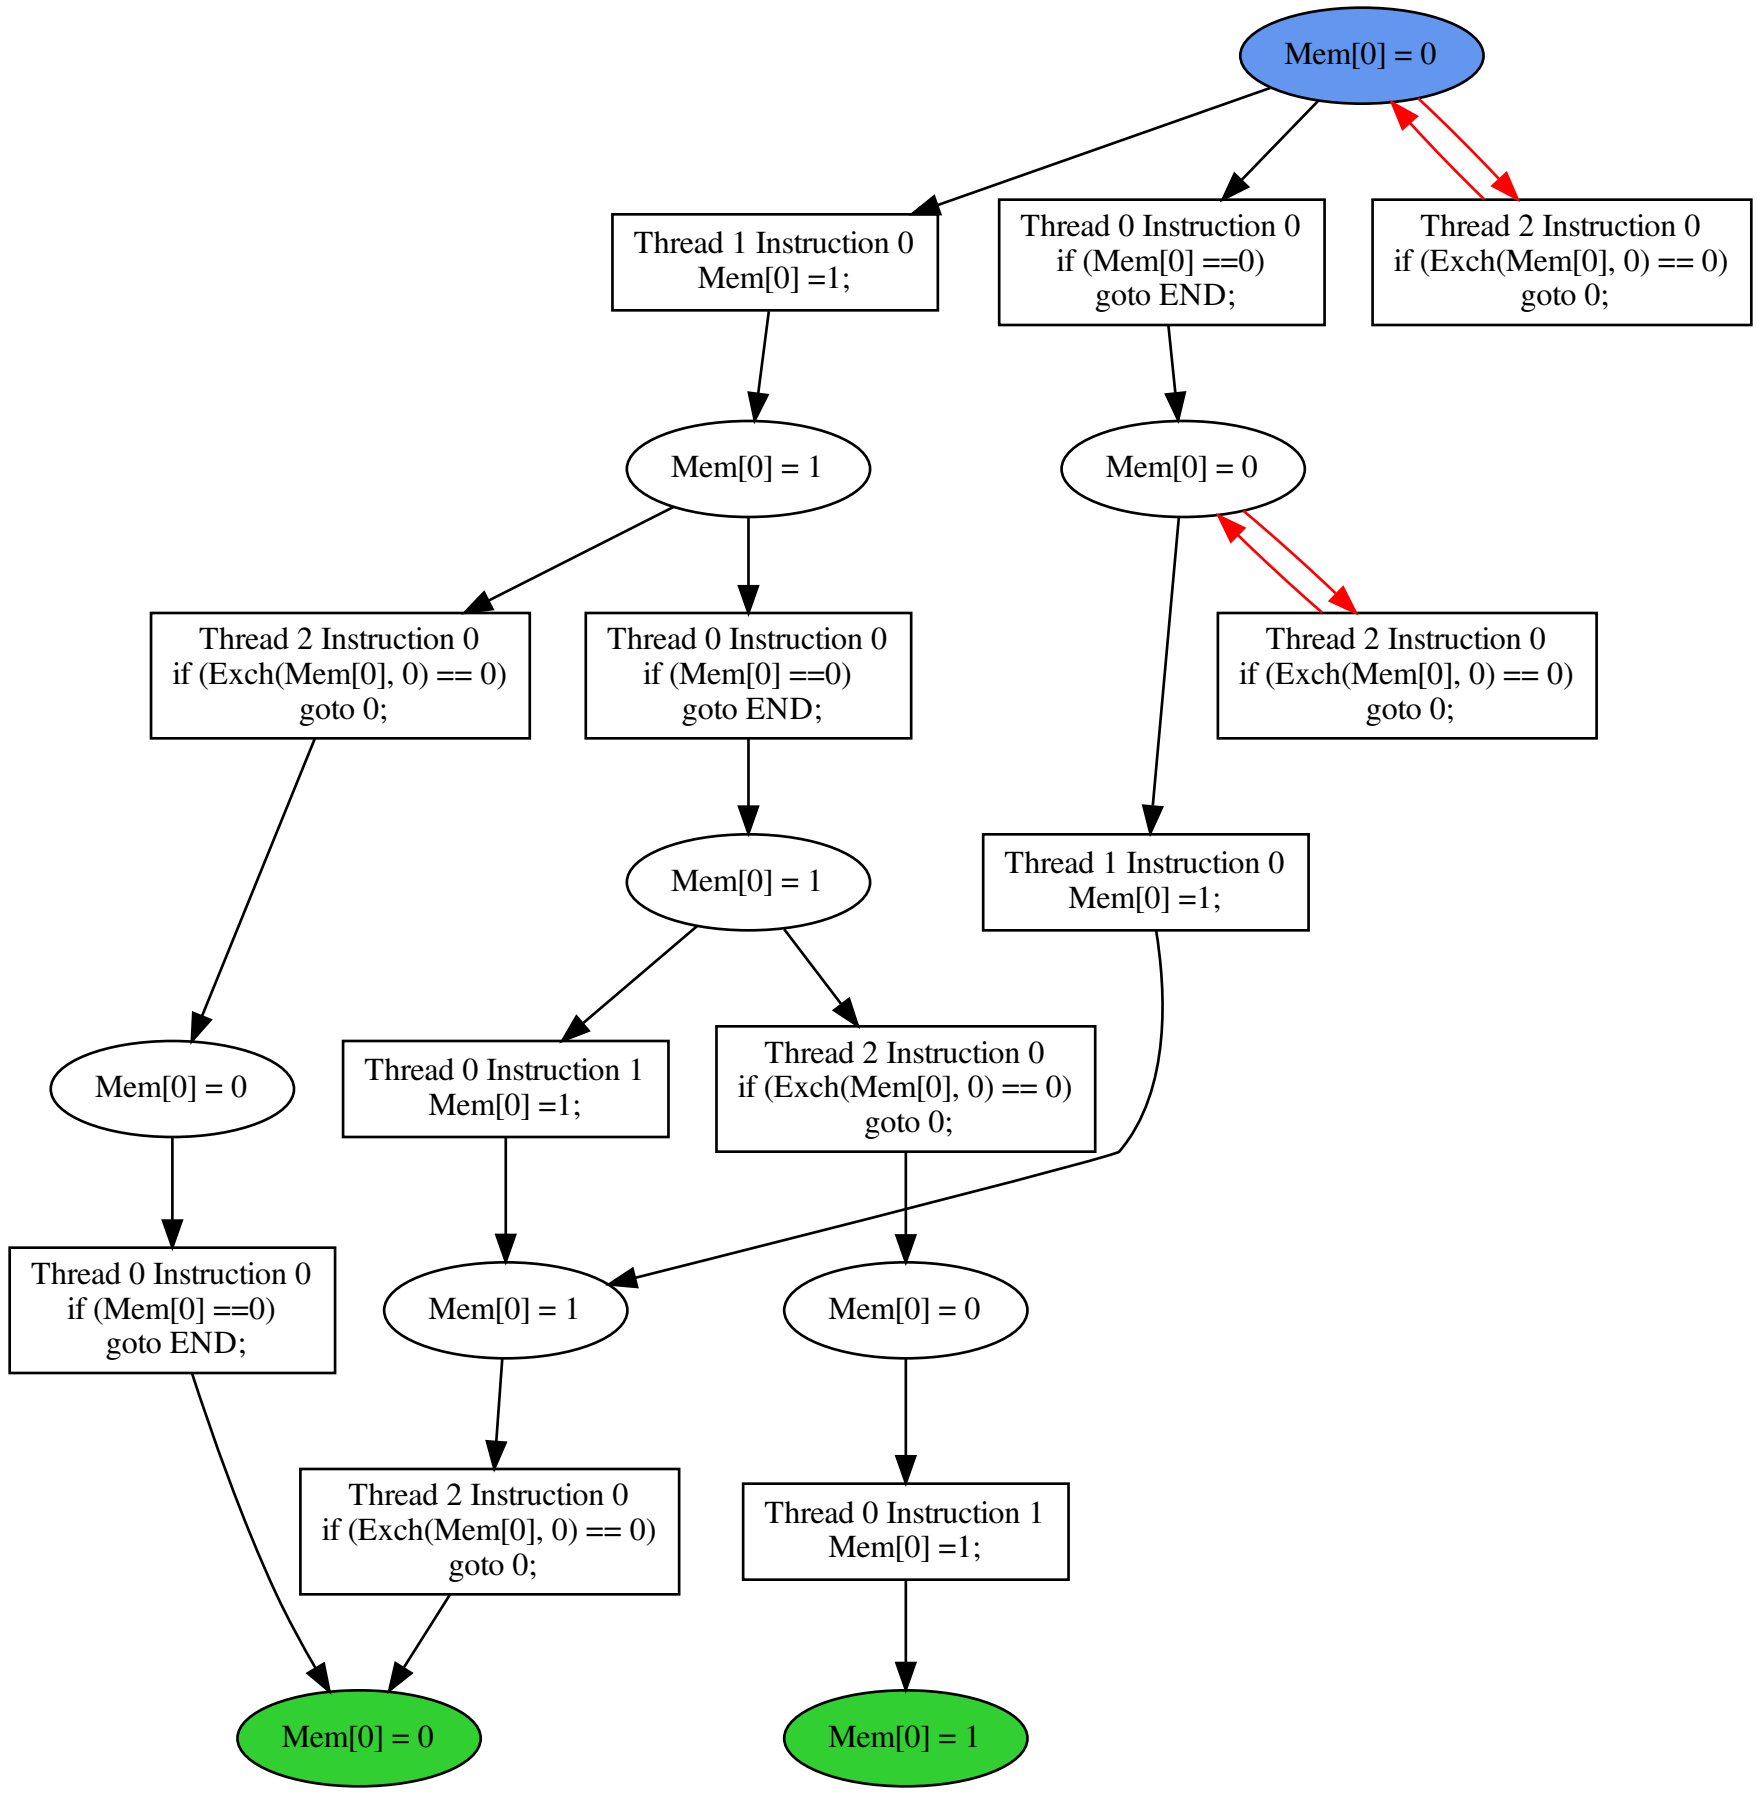 Mem[0] = 0
Thread 1 Instruction 0
Mem[0] =1;
Thread 0 Instruction 0
if (Mem[0] ==0)
goto END;
Thread 2 Instruction 0
if (Exch(Mem[0], 0) == 0)
goto 0;
Mem[0] = 1
Mem[0] = 0
Thread 2 Instruction 0
if (Exch(Mem[0], 0) == 0)
goto 0;
Thread 0 Instruction 0
if (Mem[0] ==0)
goto END;
Thread 2 Instruction 0
if (Exch(Mem[0], 0) == 0)
goto 0;
Mem[0] = 1
Thread 1 Instruction 0
Mem[0] =1;
Mem[0] = 0
Thread 0 Instruction 1
Mem[0] =1;
Thread 2 Instruction 0
if (Exch(Mem[0], 0) == 0)
goto 0;
Thread 0 Instruction 0
if (Mem[0] ==0)
goto END;
Mem[0] = 1
Mem[0] = 0
Thread 2 Instruction 0
if (Exch(Mem[0], 0) == 0)
goto 0;
Thread 0 Instruction 1
Mem[0] =1;
Mem[0] = 0
Mem[0] = 1